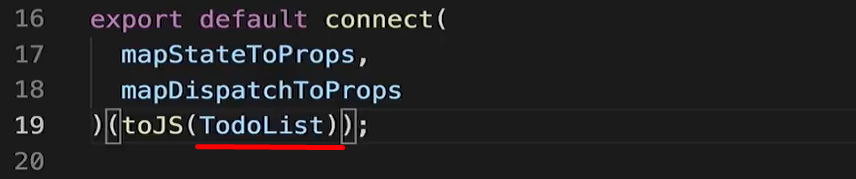 16 export default connect(
17   mapStateToProps,
18   mapDispatchToProps
19 )(toJS(TodoList));
20